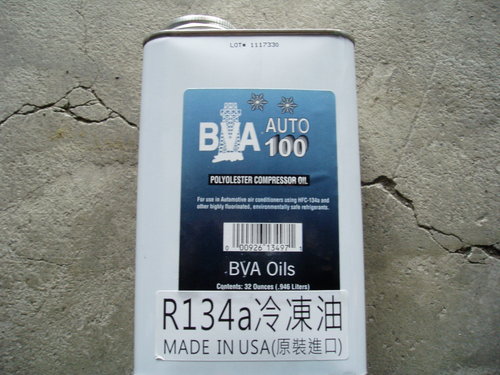 LOT# 1117330
BVA AUTO
100
POLYOLESTER COMPRESSOR OIL
For use in Automotive air conditioners using HFC-134a and
other highly fluorinated, environmentally safe refrigerants.
0 00926 13497 1
BVA Oils
Contents: 32 Ounces (.946 Liters)
R134a冷凍油
MADE IN USA(原裝進口)